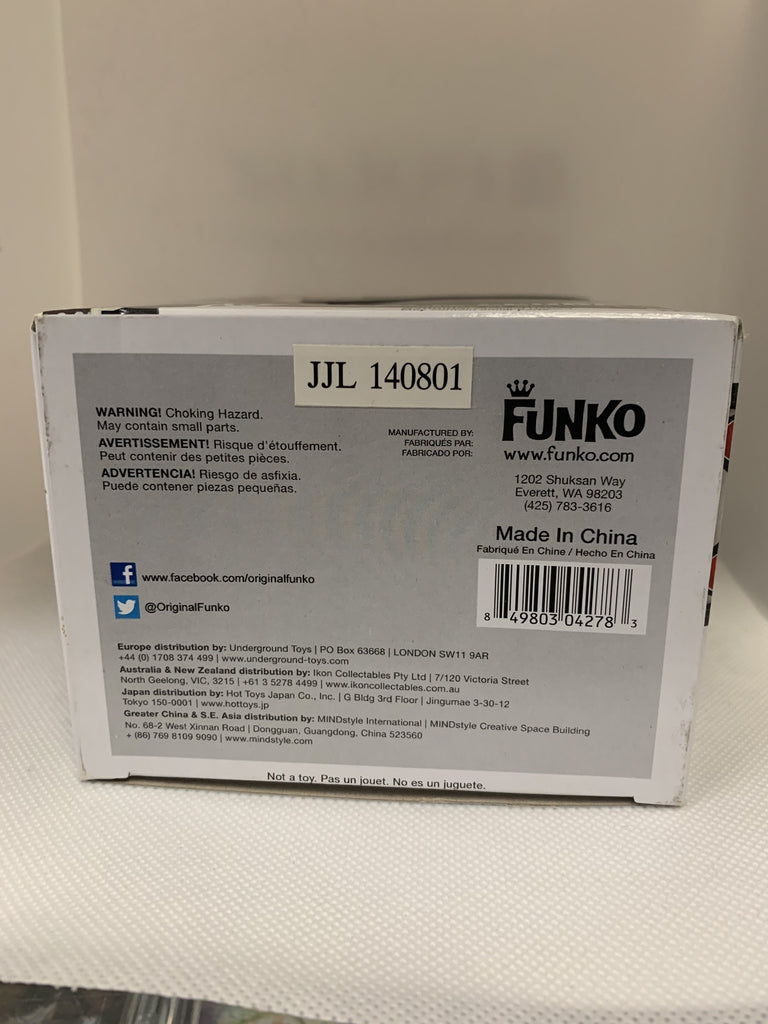 JJL 140801
WARNING! Choking Hazard.
May contain small parts.
AVERTISSEMENT! Risque d'étouffement.
Peut contenir des petites pièces.
ADVERTENCIA! Riesgo de asfixia.
Puede contener piezas pequeñas.
MANUFACTURED BY:
FABRIQUÉS PAR:
FABRICADO POR:
FUNKO
www.funko.com
1202 Shuksan Way
Everett, WA 98203
(425) 783-3616
Made In China
Fabriqué En Chine / Hecho En China
8 49803 04278 3
www.facebook.com/originalfunko
@OriginalFunko
Europe distribution by: Underground Toys | PO Box 63668 | LONDON SW11 9AR
+44 (0) 1708 374 499 | www.underground-toys.com
Australia & New Zealand distribution by: Ikon Collectables Pty Ltd | 7/120 Victoria Street
North Geelong, VIC, 3215 | +61 3 5278 4499 | www.ikoncollectables.com.au
Japan distribution by: Hot Toys Japan Co., Inc. | G Bldg 3rd Floor | Jingumae 3-30-12
Tokyo 150-0001 | www.hottoys.jp
Greater China & S.E. Asia distribution by: MINDstyle International | MINDstyle Creative Space Building
No. 68-2 West Xinnan Road | Dongguan, Guangdong, China 523560
+ (86) 769 8109 9090 | www.mindstyle.com
Not a toy. Pas un jouet. No es un juguete.